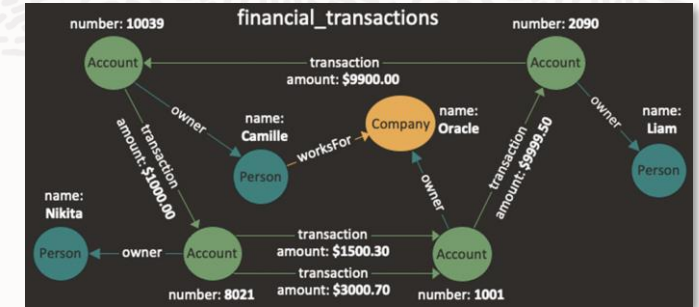 financial_transactions
number: 10039
number: 2090
Account
transaction
amount: $9900.00
Account
owner
name:
Camille
Company
name:
Oracle
owner
name:
Liam
transaction
amount: $1000.00
worksFor
Person
owner
transaction
amount: $9999.50
Person
name:
Nikita
Person
owner
Account
transaction
amount: $1500.30
transaction
amount: $3000.70
Account
number: 8021
number: 1001